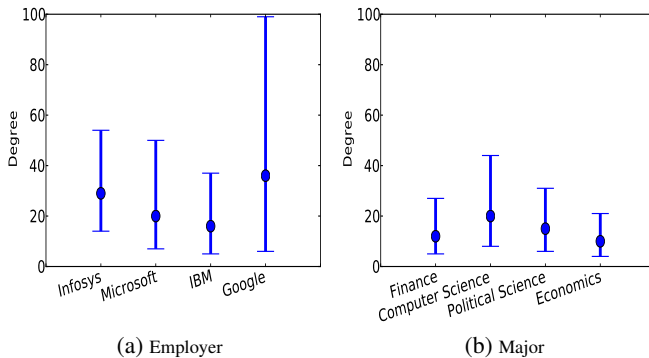 100
80
60
40
20
0
Degree
Infosys
Microsoft
IBM
Google
(a) Employer
100
80
60
40
20
0
Degree
Finance
Computer Science
Political Science
Economics
(b) Major